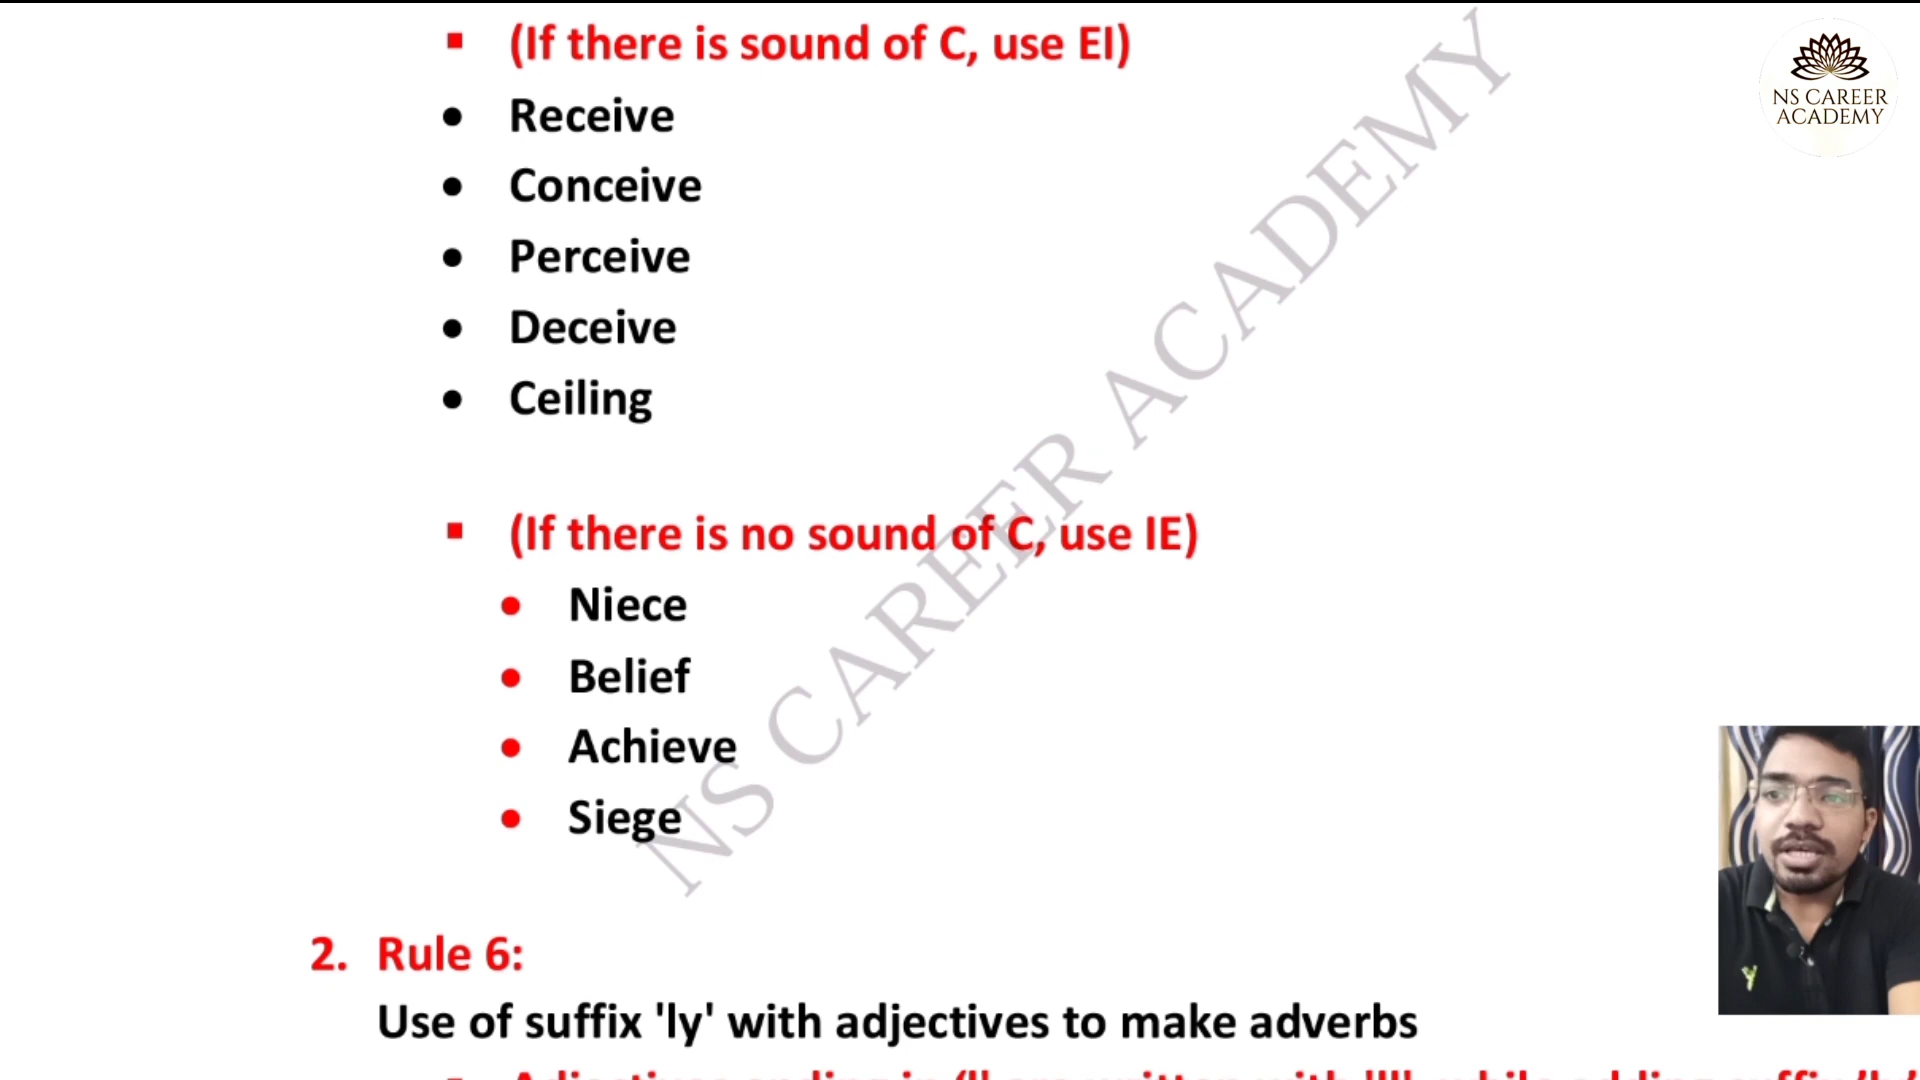 (If there is sound of C, use EI)
Receive
Conceive
Perceive
Deceive
Ceiling
(If there is no sound of C, use IE)
Niece
Belief
Achieve
Siege
2. Rule 6:
Use of suffix 'ly' with adjectives to make adverbs
NS CAREER ACADEMY
NS CAREER
ACADEMY